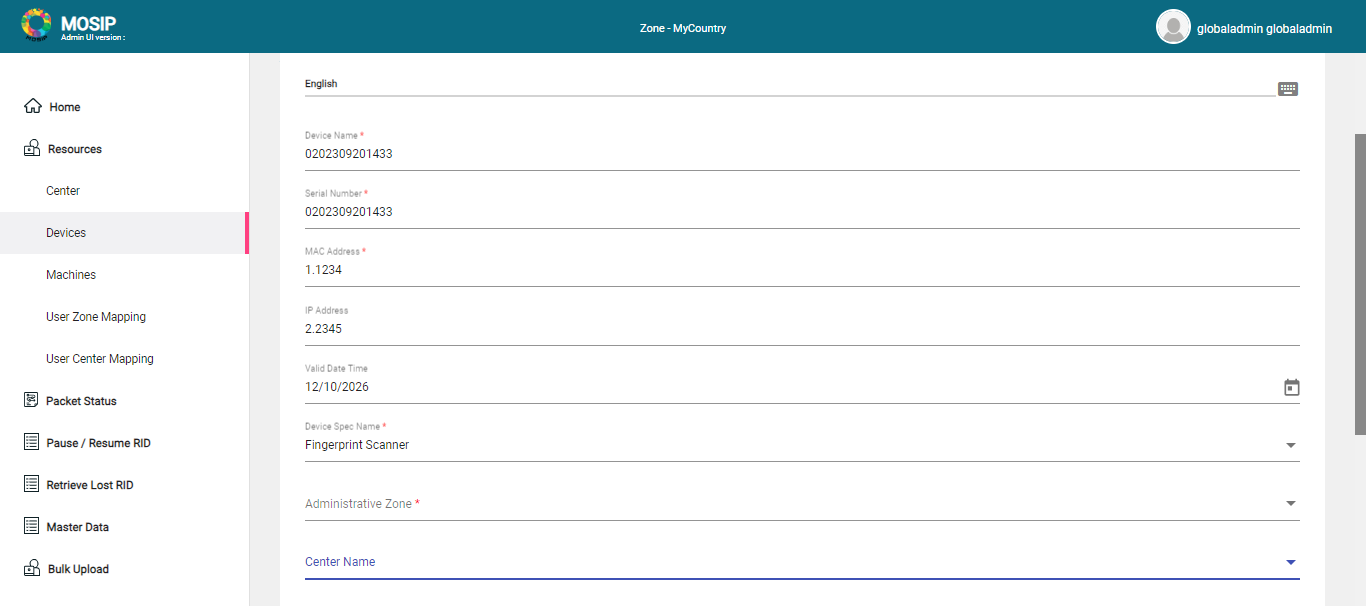 MOSIP
Admin UI version :
Zone - MyCountry
globaladmin globaladmin
Home
Resources
Center
Devices
Machines
User Zone Mapping
User Center Mapping
Packet Status
Pause / Resume RID
Retrieve Lost RID
Master Data
Bulk Upload
English
Device Name *
0202309201433
Serial Number *
0202309201433
MAC Address *
1.1234
IP Address
2.2345
Valid Date Time
12/10/2026
Device Spec Name *
Fingerprint Scanner
Administrative Zone *
Center Name